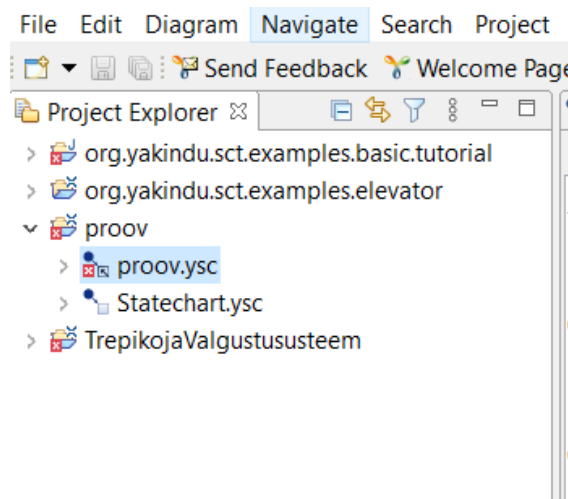 File Edit Diagram Navigate Search Project
Send Feedback Welcome Page
Project Explorer
org.yakindu.sct.examples.basic.tutorial
org.yakindu.sct.examples.elevator
proov
proov.ysc
Statechart.ysc
TrepikojaValgustususteem